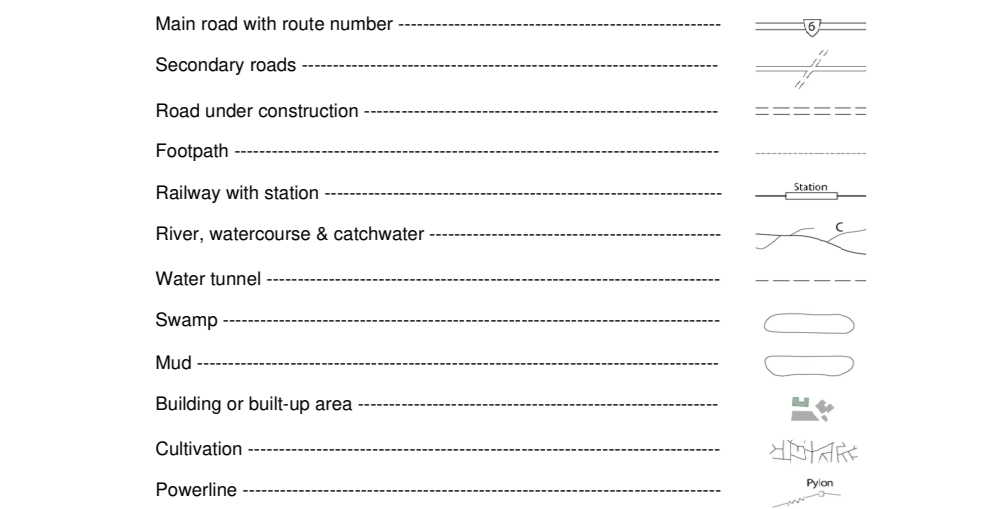 Main road with route number ---------------------------------------------------- 6
Secondary roads -------------------------------------------------------------------
Road under construction ---------------------------------------------------------
Footpath ------------------------------------------------------------------------------
Railway with station ---------------------------------------------------------------- Station
River, watercourse & catchwater ----------------------------------------------- C
Water tunnel -------------------------------------------------------------------------
Swamp --------------------------------------------------------------------------------
Mud ------------------------------------------------------------------------------------
Building or built-up area ----------------------------------------------------------
Cultivation ----------------------------------------------------------------------------
Powerline ----------------------------------------------------------------------------- Pylon